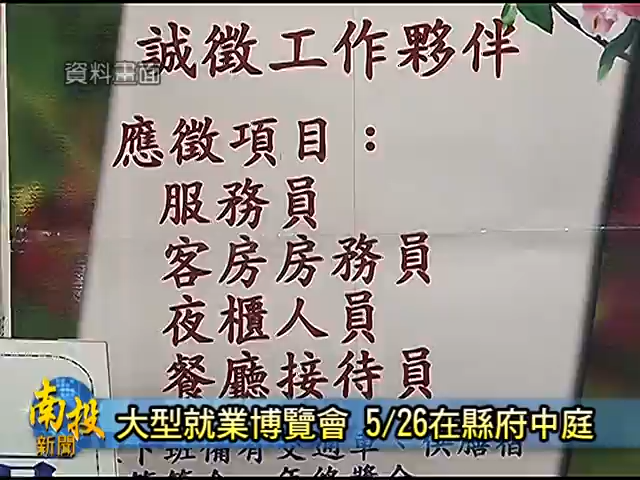 誠徵工作夥伴
資料畫面
應徵項目：
服務員
客房房務員
夜櫃人員
餐廳接待員
南投
新聞
大型就業博覽會 5/26在縣府中庭